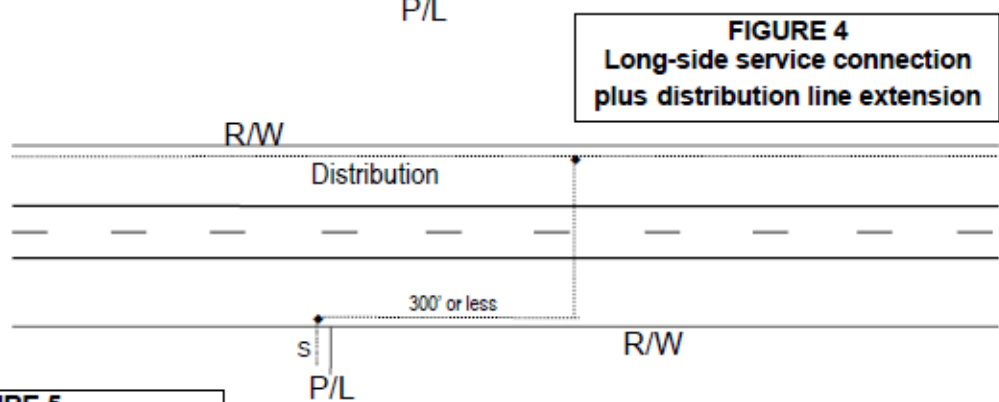 P/L
FIGURE 4
Long-side service connection
plus distribution line extension
R/W
Distribution
300' or less
S
R/W
P/L